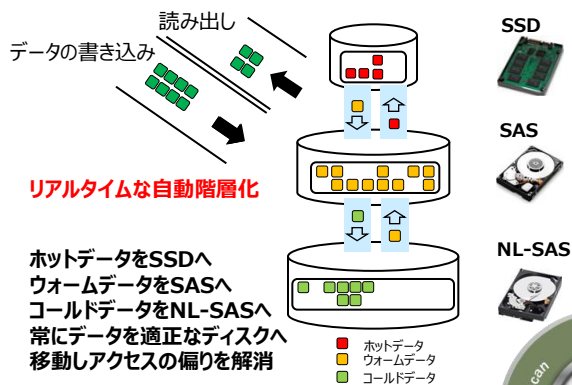 読み出し
データの書き込み
SSD
SAS
リアルタイムな自動階層化
NL-SAS
ホットデータをSSDへ
ウォームデータをSASへ
コールドデータをNL-SASへ
常にデータを適正なディスクへ
移動しアクセスの偏りを解消
ホットデータ
ウォームデータ
コールドデータ
can